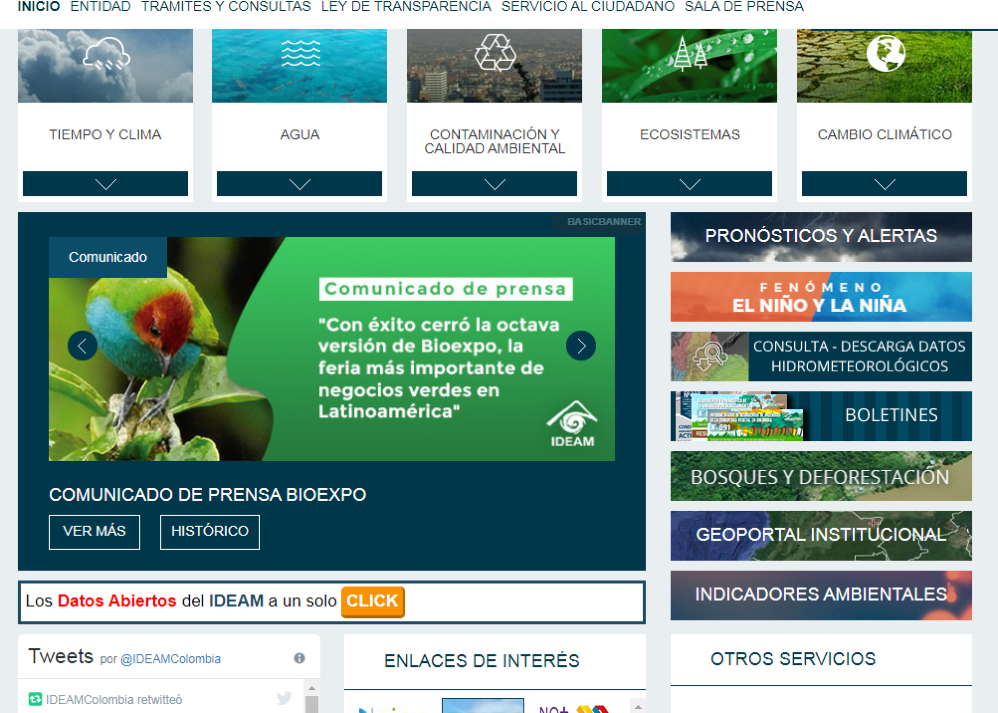 INICIO ENTIDAD TRAMITES Y CONSULTAS LEY DE TRANSPARENCIA SERVICIO AL CIUDADANO SALA DE PRENSA
TIEMPO Y CLIMA
AGUA
CONTAMINACIÓN Y
CALIDAD AMBIENTAL
ECOSISTEMAS
CAMBIO CLIMÁTICO
BASICBANNER
Comunicado
Comunicado de prensa
"Con éxito cerró la octava
versión de Bioexpo, la
feria más importante de
negocios verdes en
Latinoamérica"
IDEAM
COMUNICADO DE PRENSA BIOEXPO
VER MÁS
HISTÓRICO
PRONÓSTICOS Y ALERTAS
FENÓMENO
EL NIÑO Y LA NIÑA
CONSULTA - DESCARGA DATOS
HIDROMETEOROLÓGICOS
BOLETINES
BOSQUES Y DEFORESTACIÓN
GEOPORTAL INSTITUCIONAL
INDICADORES AMBIENTALES
Los Datos Abiertos del IDEAM a un solo CLICK
Tweets por @IDEAMColombia
IDEAMColombia retwitteó
ENLACES DE INTERÉS
OTROS SERVICIOS